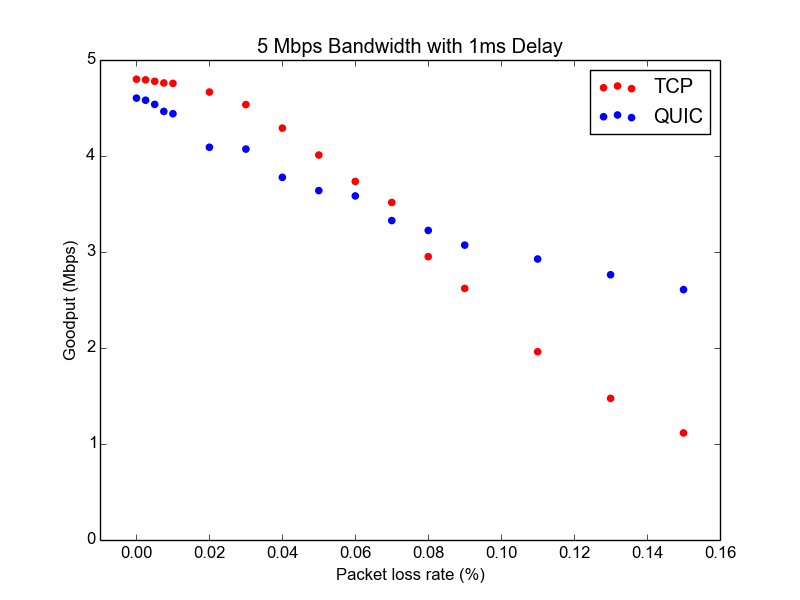 5 Mbps Bandwidth with 1ms Delay
TCP
QUIC
5
4
3
2
1
0
Goodput (Mbps)
0.00 0.02 0.04 0.06 0.08 0.10 0.12 0.14 0.16
Packet loss rate (%)